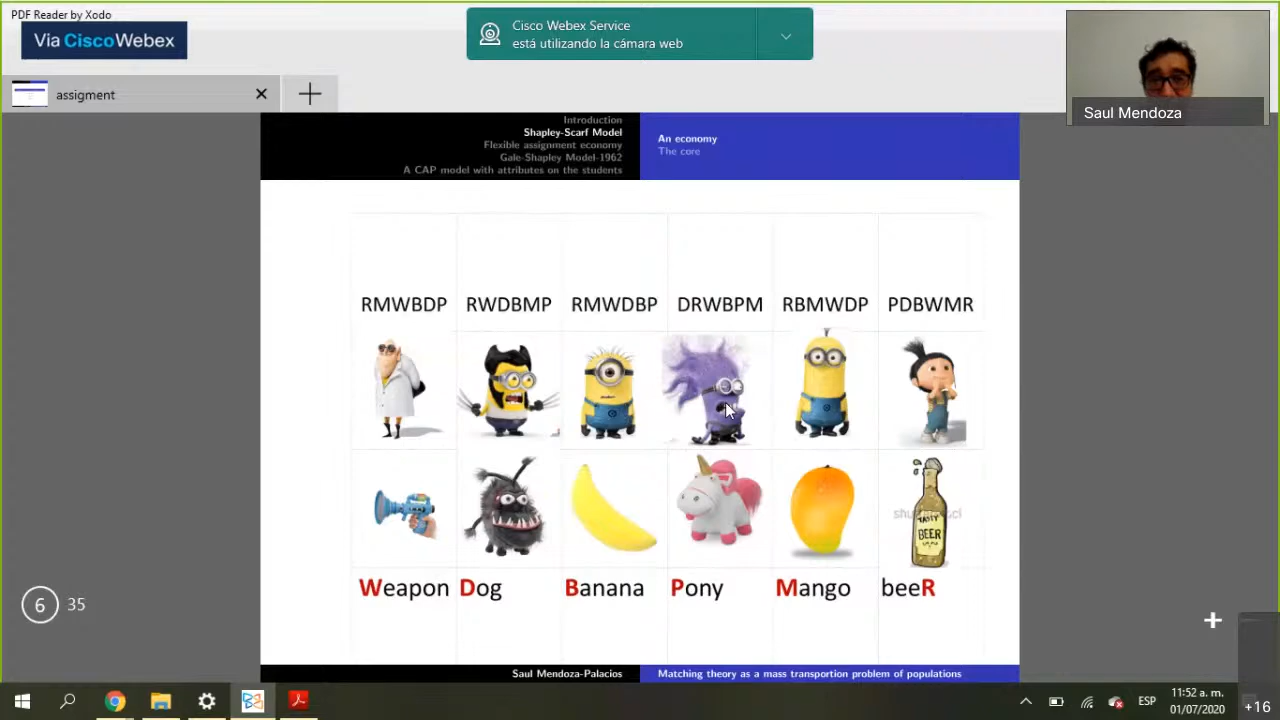 PDF Reader by Xodo
Vía CiscoWebex
Cisco Webex Service
está utilizando la cámara web
Saul Mendoza
assigment
Introduction
Shapley-Scarf Model
Flexible assignment economy
Gale-Shapley Model-1962
A CAP model with attributes on the students
An economy
The core
RMWBDP RWDBMP RMWDBP DRWBPM RBMWDP PDBWMR
TASTY
BEER
Weapon Dog Banana Pony Mango beeR
6 35
Saul Mendoza-Palacios
Matching theory as a mass transportion problem of populations
ESP
11:52 a. m.
01/07/2020
+16